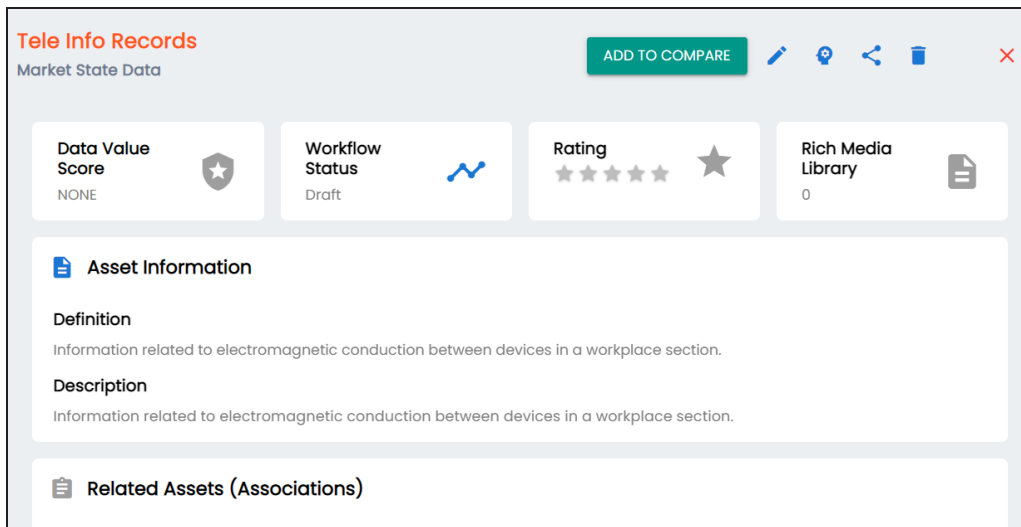 Tele Info Records
Market State Data
ADD TO COMPARE
Data Value
Score
NONE
Workflow
Status
Draft
Rating
Rich Media
Library
0
Asset Information
Definition
Information related to electromagnetic conduction between devices in a workplace section.
Description
Information related to electromagnetic conduction between devices in a workplace section.
Related Assets (Associations)